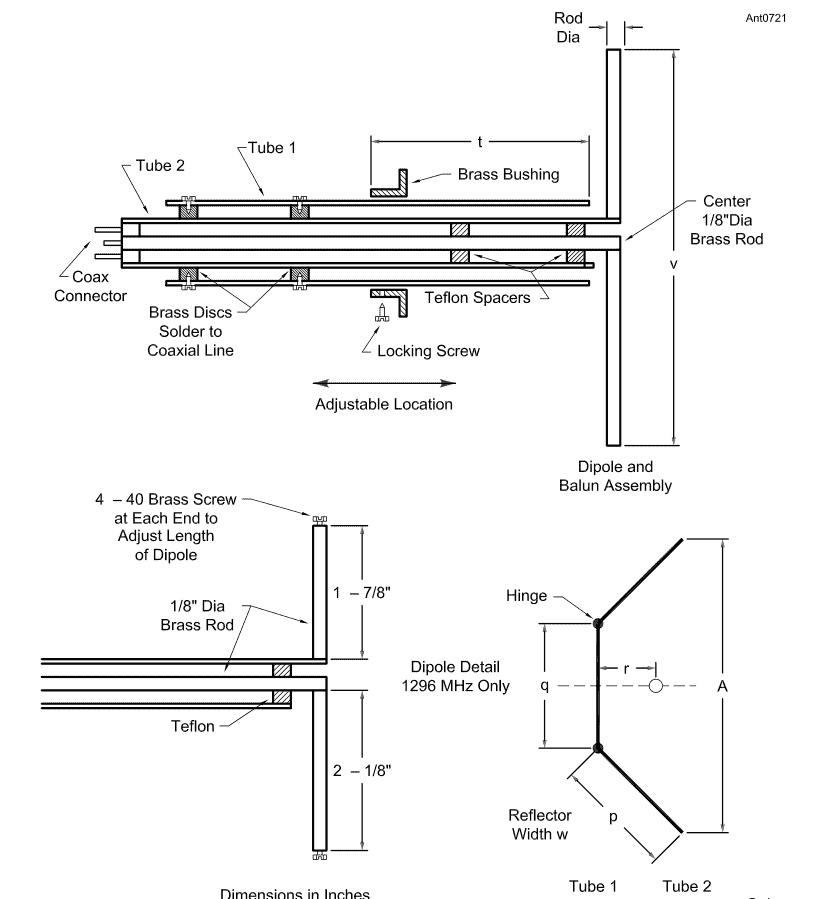 Ant0721
Rod
Dia
t
Tube 1
Tube 2
Brass Bushing
Center
1/8"Dia
Brass Rod
v
Coax
Connector
Teflon Spacers
Brass Discs
Solder to
Coaxial Line
Locking Screw
Adjustable Location
Dipole and
Balun Assembly
4 – 40 Brass Screw
at Each End to
Adjust Length
of Dipole
1 – 7/8"
Hinge
1/8" Dia
Brass Rod
Dipole Detail
1296 MHz Only
q
r
A
Teflon
2 – 1/8"
Reflector
Width w
p
Tube 1 Tube 2
Dimensions in Inches